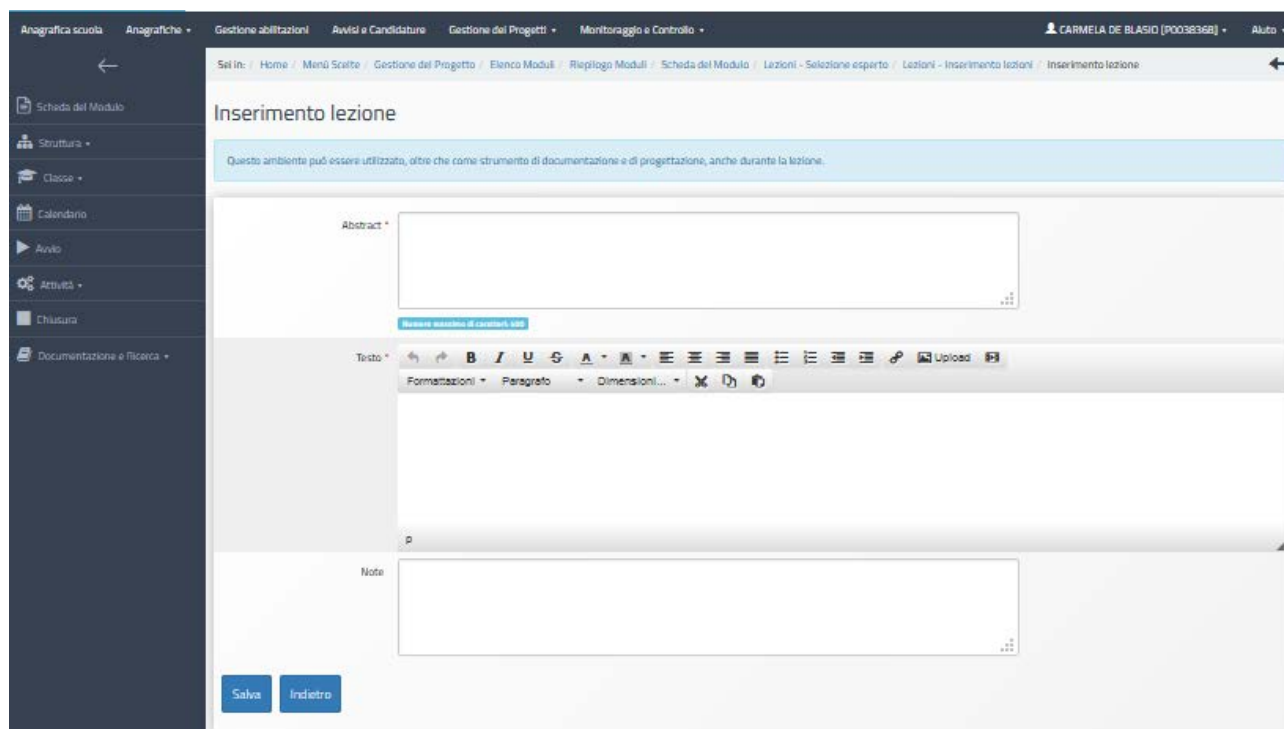 Anagrafica scuola Anagrafiche Gestione abilitazioni Avvisi e Candidature Gestione dei Progetti Monitoraggio e Controllo CARMELA DE BLASIO [P0038368] Aiuto
Sei in: / Home / Menù Scelte / Gestione del Progetto / Elenco Moduli / Riepilogo Moduli / Scheda del Modulo / Lezioni - Selezione esperto / Lezioni - Inserimento lezioni / Inserimento lezione
Scheda del Modulo
Struttura
Classe
Calendario
Avvio
Attività
Chiusura
Documentazione e Ricerca
Inserimento lezione
Questo ambiente può essere utilizzato, oltre che come strumento di documentazione e di progettazione, anche durante la lezione.
Abstract *
Numero massimo di caratteri:
Testo * B I U S A A Upload
Formattazioni Paragrafo Dimensioni...
p
Note
Salva Indietro